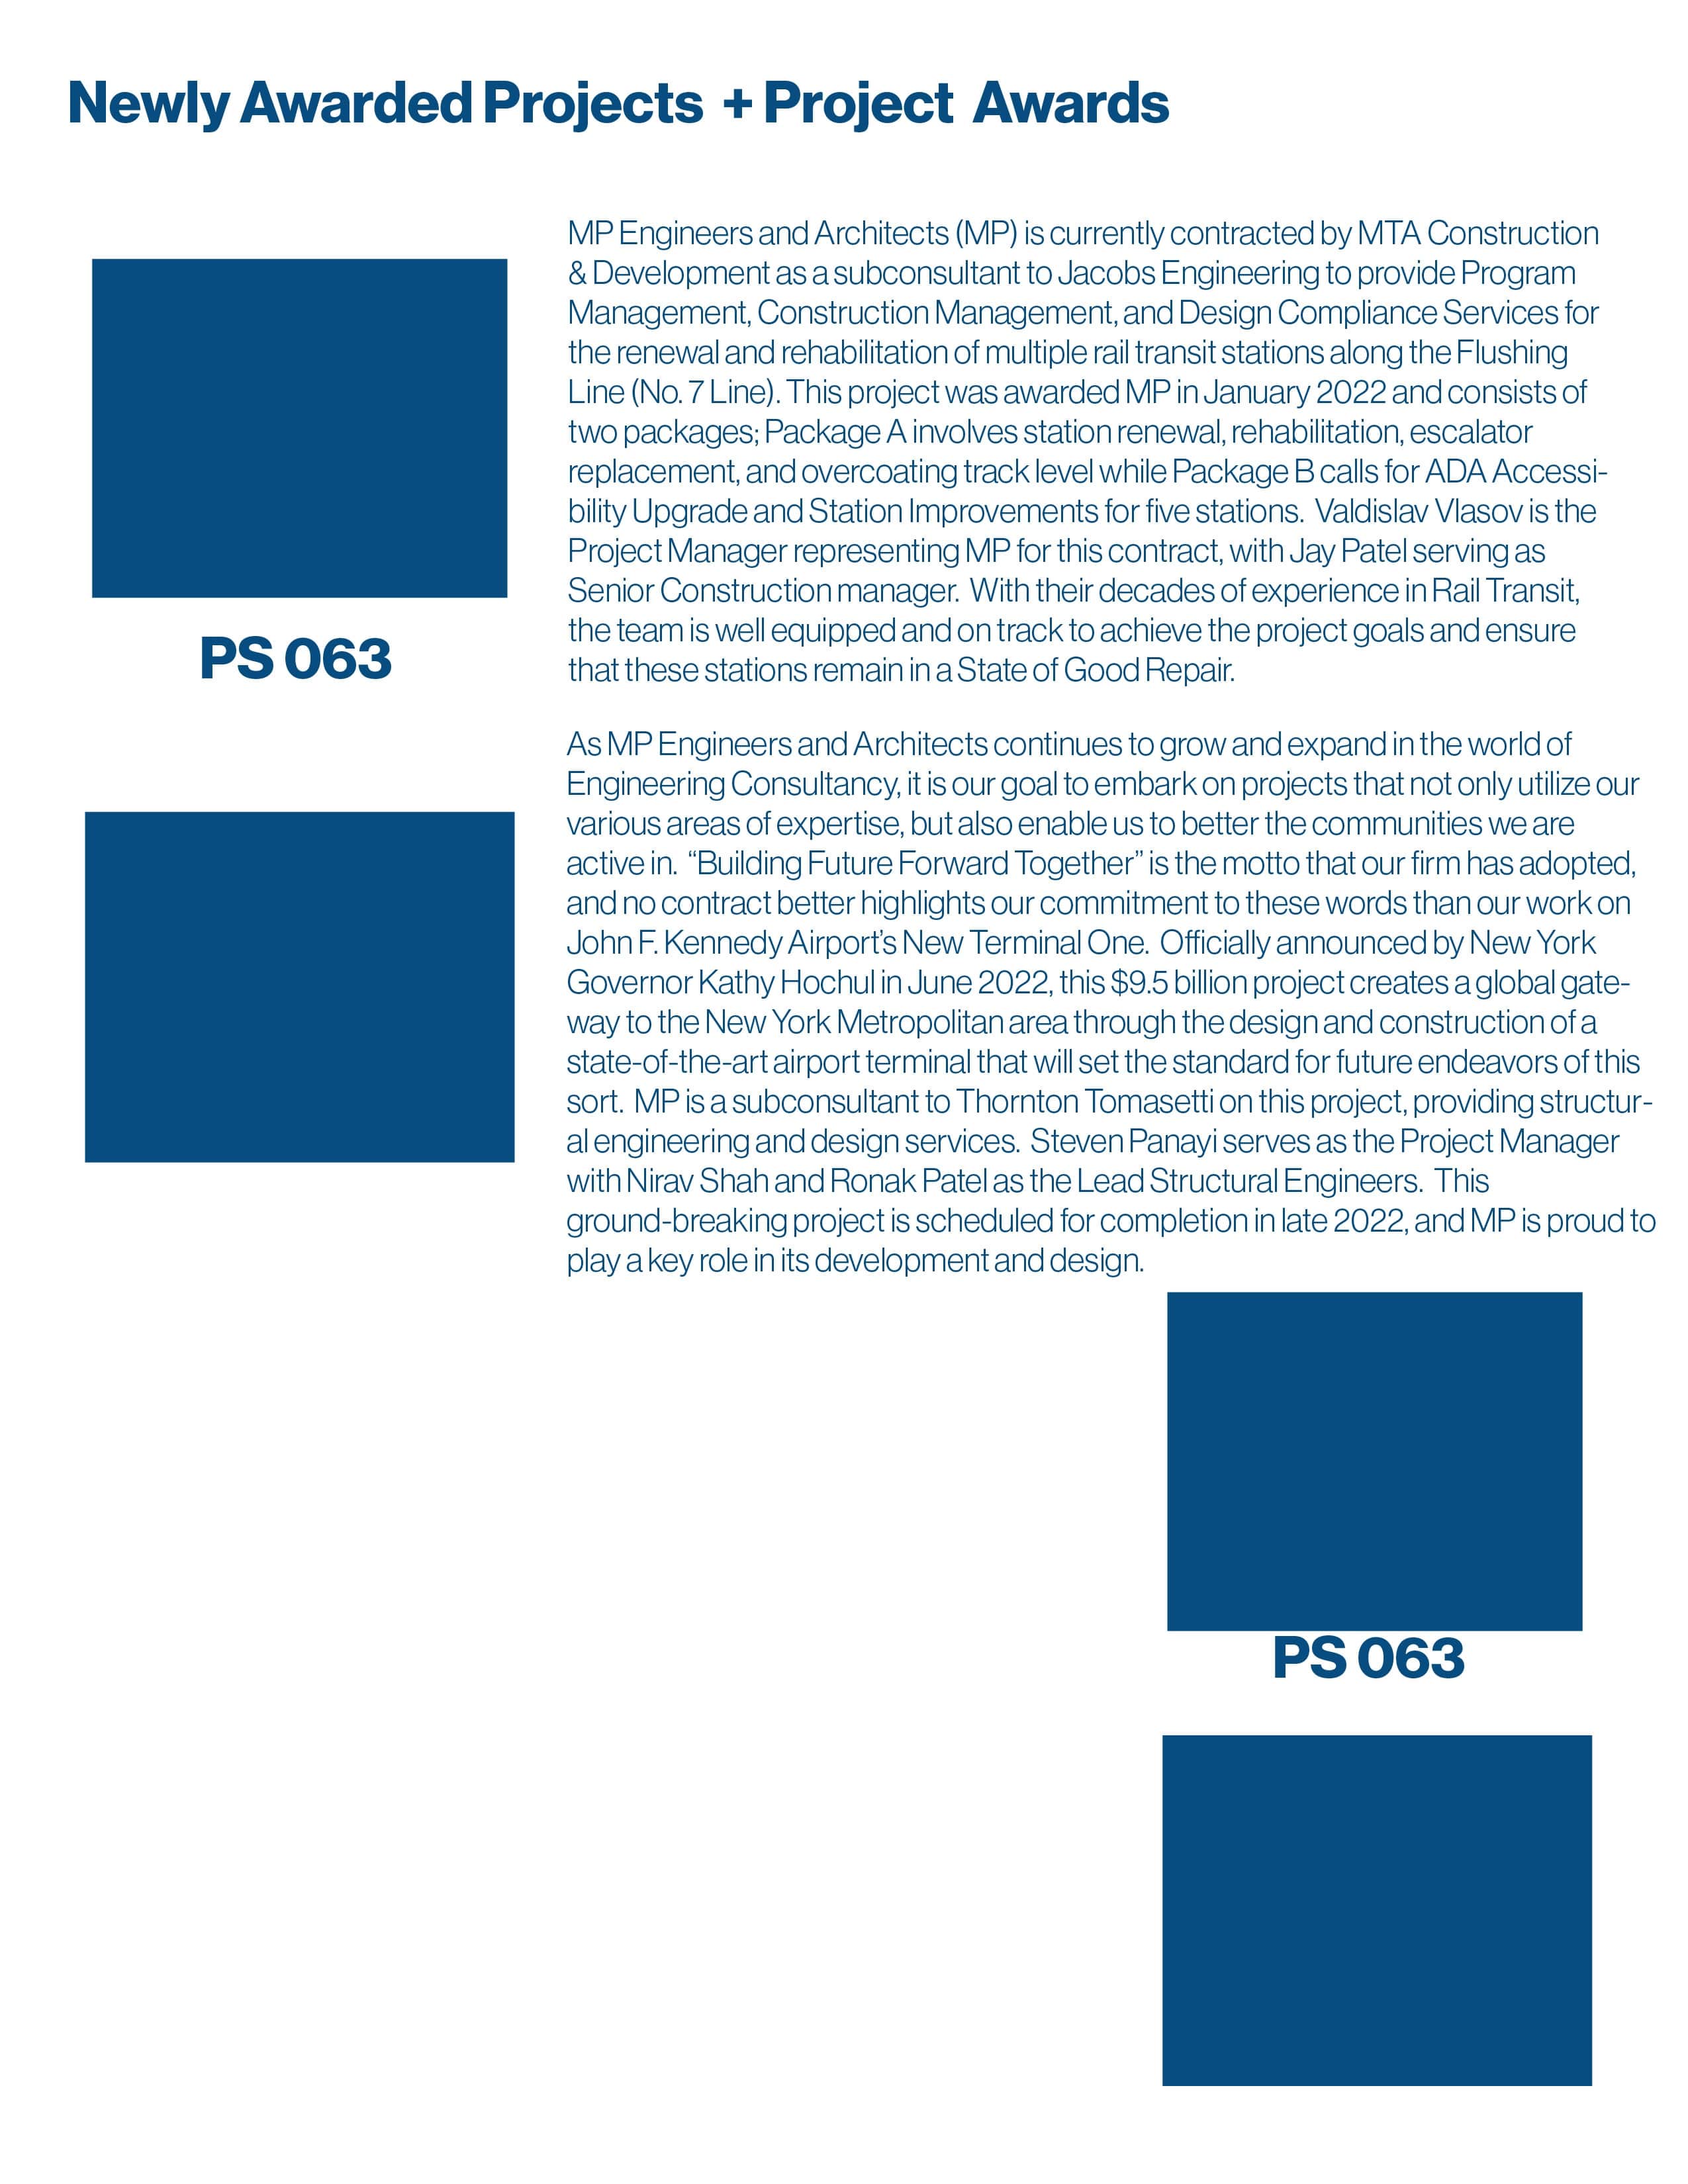 Newly Awarded Projects + Project Awards
MP Engineers and Architects (MP) is currently contracted by MTA Construction
& Development as a subconsultant to Jacobs Engineering to provide Program
Management, Construction Management, and Design Compliance Services for
the renewal and rehabilitation of multiple rail transit stations along the Flushing
Line (No. 7 Line). This project was awarded MP in January 2022 and consists of
two packages; Package A involves station renewal, rehabilitation, escalator
replacement, and overcoating track level while Package B calls for ADA Accessi-
bility Upgrade and Station Improvements for five stations. Valdislav Vlasov is the
Project Manager representing MP for this contract, with Jay Patel serving as
Senior Construction manager. With their decades of experience in Rail Transit,
the team is well equipped and on track to achieve the project goals and ensure
that these stations remain in a State of Good Repair.
PS 063
As MP Engineers and Architects continues to grow and expand in the world of
Engineering Consultancy, it is our goal to embark on projects that not only utilize our
various areas of expertise, but also enable us to better the communities we are
active in. “Building Future Forward Together” is the motto that our firm has adopted,
and no contract better highlights our commitment to these words than our work on
John F. Kennedy Airport’s New Terminal One. Officially announced by New York
Governor Kathy Hochul in June 2022, this $9.5 billion project creates a global gate-
way to the New York Metropolitan area through the design and construction of a
state-of-the-art airport terminal that will set the standard for future endeavors of this
sort. MP is a subconsultant to Thornton Tomasetti on this project, providing structur-
al engineering and design services. Steven Panayi serves as the Project Manager
with Nirav Shah and Ronak Patel as the Lead Structural Engineers. This
ground-breaking project is scheduled for completion in late 2022, and MP is proud to
play a key role in its development and design.
PS 063